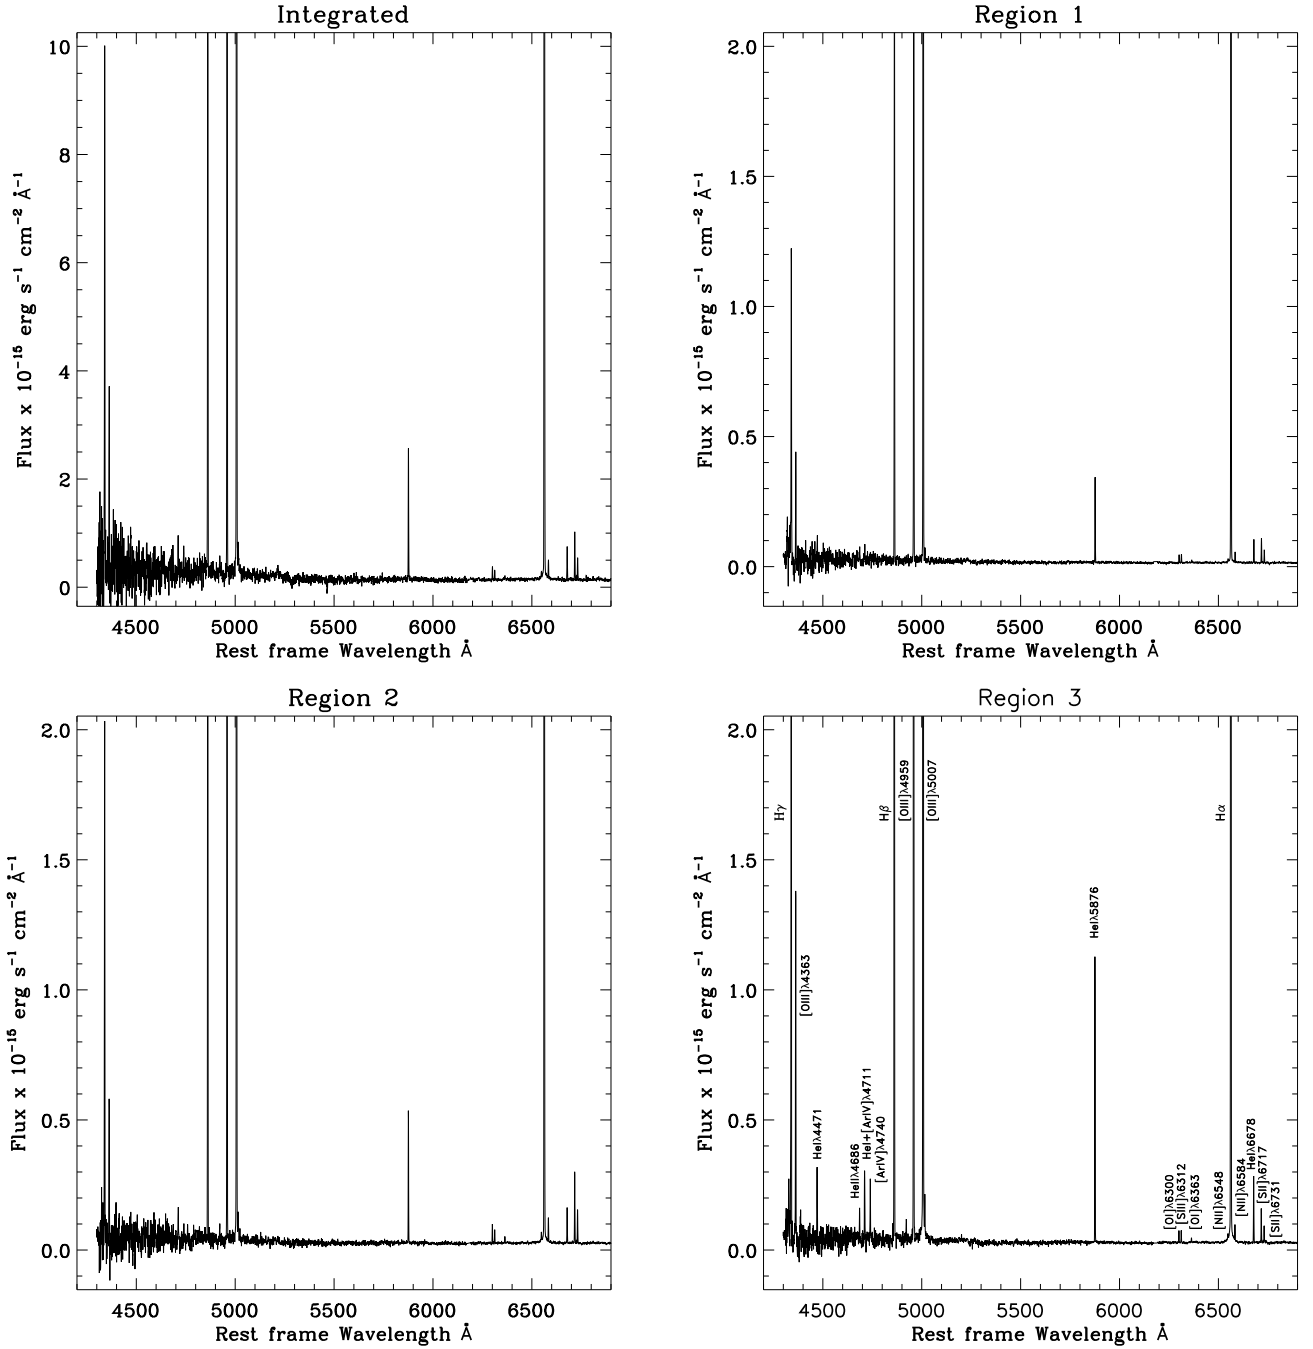 Integrated
10
8
6
4
2
0
Flux x 10⁻¹⁵ erg s⁻¹ cm⁻² Å⁻¹
4500 5000 5500 6000 6500
Rest frame Wavelength Å
Region 1
2.0
1.5
1.0
0.5
0.0
Flux x 10⁻¹⁵ erg s⁻¹ cm⁻² Å⁻¹
4500 5000 5500 6000 6500
Rest frame Wavelength Å
Region 2
2.0
1.5
1.0
0.5
0.0
Flux x 10⁻¹⁵ erg s⁻¹ cm⁻² Å⁻¹
4500 5000 5500 6000 6500
Rest frame Wavelength Å
Region 3
2.0
1.5
1.0
0.5
0.0
Flux x 10⁻¹⁵ erg s⁻¹ cm⁻² Å⁻¹
Hγ
[OIII]λ4363
HeIλ4471
HeIIλ4686
HeI+[ArIV]λ4711
[ArIV]λ4740
Hβ
[OIII]λ4959
[OIII]λ5007
HeIλ5876
[OI]λ6300
[SIII]λ6312
[OI]λ6363
[NII]λ6548
Hα
[NII]λ6584
HeIλ6678
[SII]λ6717
[SII]λ6731
4500 5000 5500 6000 6500
Rest frame Wavelength Å